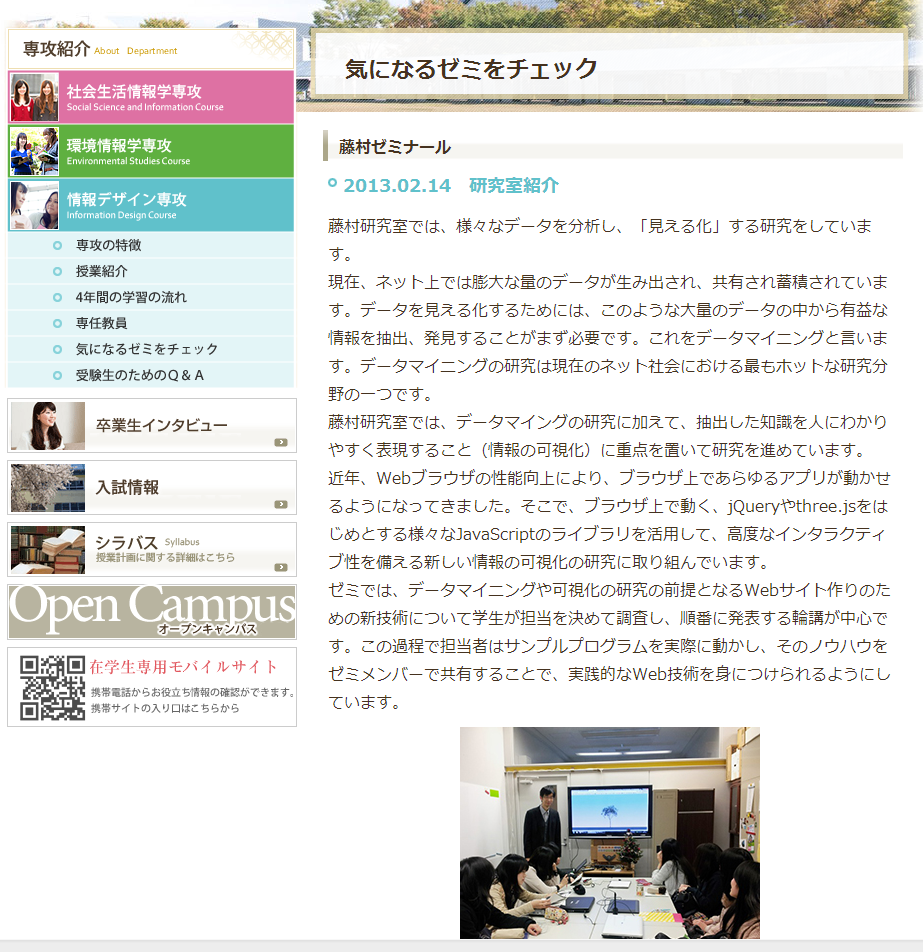 専攻紹介 About Department
社会生活情報学専攻
Social Science and Information Course
環境情報学専攻
Environmental Studies Course
情報デザイン専攻
Information Design Course
専攻の特徴
授業紹介
4年間の学習の流れ
専任教員
気になるゼミをチェック
受験生のためのQ＆A
卒業生インタビュー
入試情報
シラバス Syllabus
授業計画に関する詳細はこちら
Open Campus
オープンキャンパス
在学生専用モバイルサイト
携帯電話からお役立ち情報の確認ができます。
携帯サイトの入り口はこちらから
気になるゼミをチェック
藤村ゼミナール
2013.02.14　研究室紹介
藤村研究室では、様々なデータを分析し、「見える化」する研究をしていま
す。
現在、ネット上では膨大な量のデータが生み出され、共有され蓄積されていま
す。データを見える化するためには、このような大量のデータの中から有益な
情報を抽出、発見することがまず必要です。これをデータマイニングと言いま
す。データマイニングの研究は現在のネット社会における最もホットな研究分
野の一つです。
藤村研究室では、データマイングの研究に加えて、抽出した知識を人にわかり
やすく表現すること（情報の可視化）に重点を置いて研究を進めています。
近年、Webブラウザの性能向上により、ブラウザ上であらゆるアプリが動かせ
るようになってきました。そこで、ブラウザ上で動く、jQueryやthree.jsをは
じめとする様々なJavaScriptのライブラリを活用して、高度なインタラクティ
ブ性を備える新しい情報の可視化の研究に取り組んでいます。
ゼミでは、データマイニングや可視化の研究の前提となるWebサイト作りのた
めの新技術について学生が担当を決めて調査し、順番に発表する輪講が中心で
す。この過程で担当者はサンプルプログラムを実際に動かし、そのノウハウを
ゼミメンバーで共有することで、実践的なWeb技術を身につけられるようにし
ています。